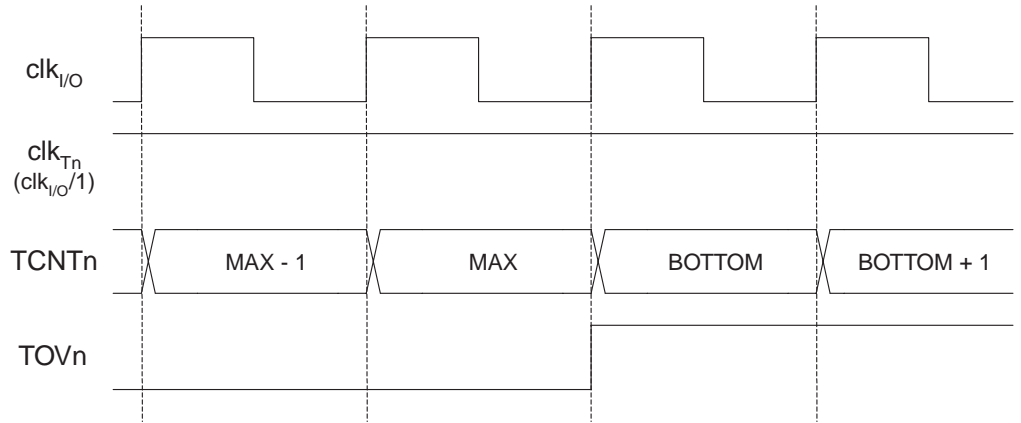 clkI/O
clkTn
(clkI/O/1)
TCNTn
MAX - 1
MAX
BOTTOM
BOTTOM + 1
TOVn